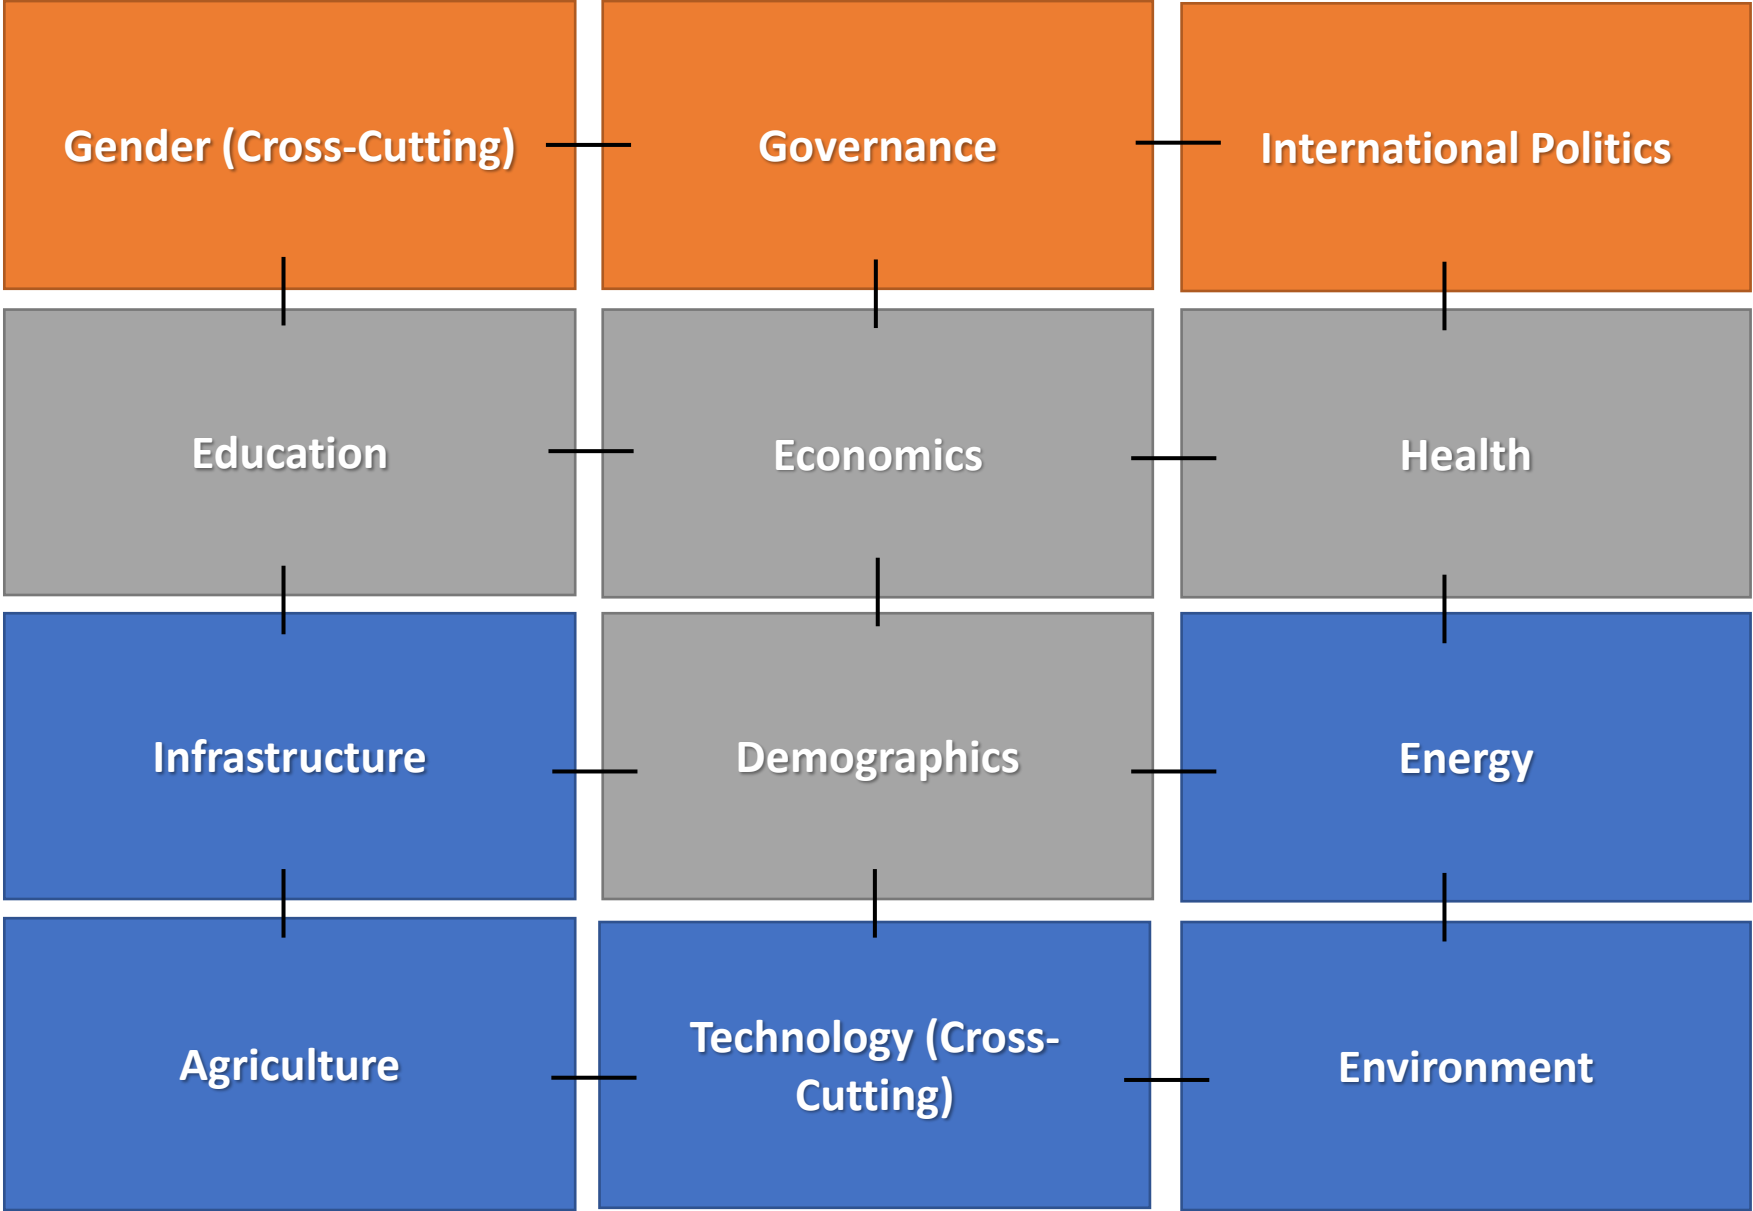 Gender (Cross-Cutting)
Governance
International Politics
Education
Economics
Health
Infrastructure
Demographics
Energy
Agriculture
Technology (Cross-
Cutting)
Environment